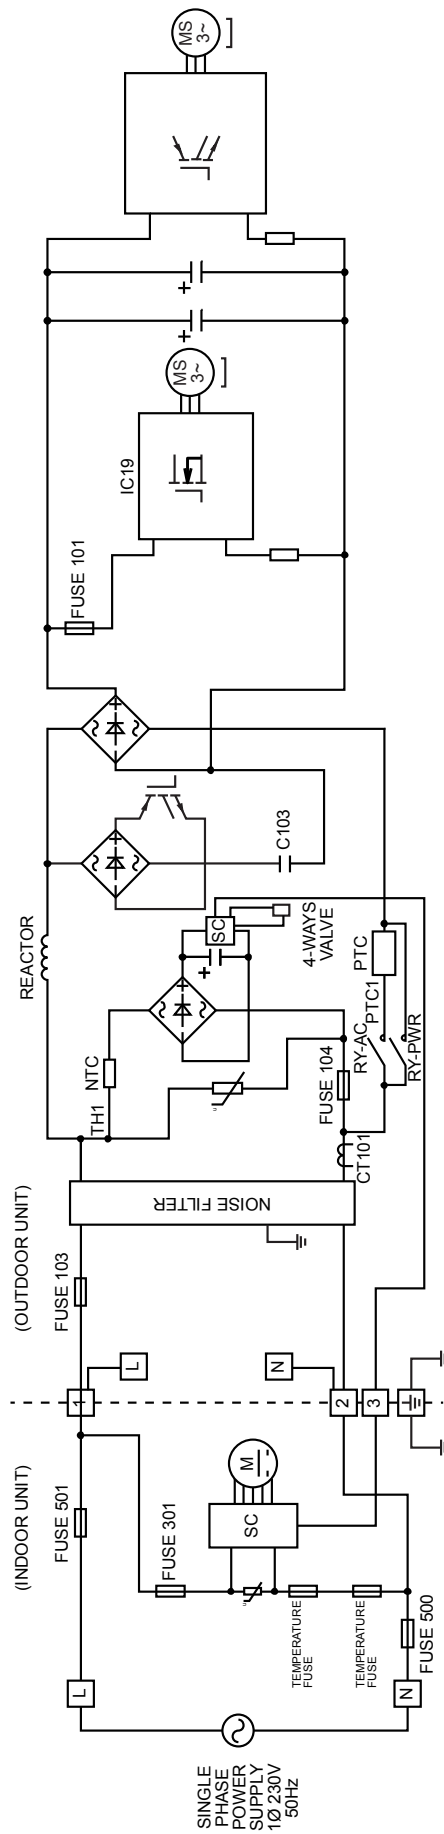 SINGLE
PHASE
POWER
SUPPLY
1Ø 230V
50Hz
L
N
(INDOOR UNIT)
FUSE 501
FUSE 301
TEMPERATURE
FUSE
TEMPERATURE
FUSE
FUSE 500
SC
M
1
2
3
L
N
(OUTDOOR UNIT)
FUSE 103
NOISE FILTER
CT101
TH1
NTC
FUSE 104
RY-AC
RY-PWR
PTC1
PTC
REACTOR
SC
4-WAYS
VALVE
C103
FUSE 101
IC19
MS
3~
MS
3~